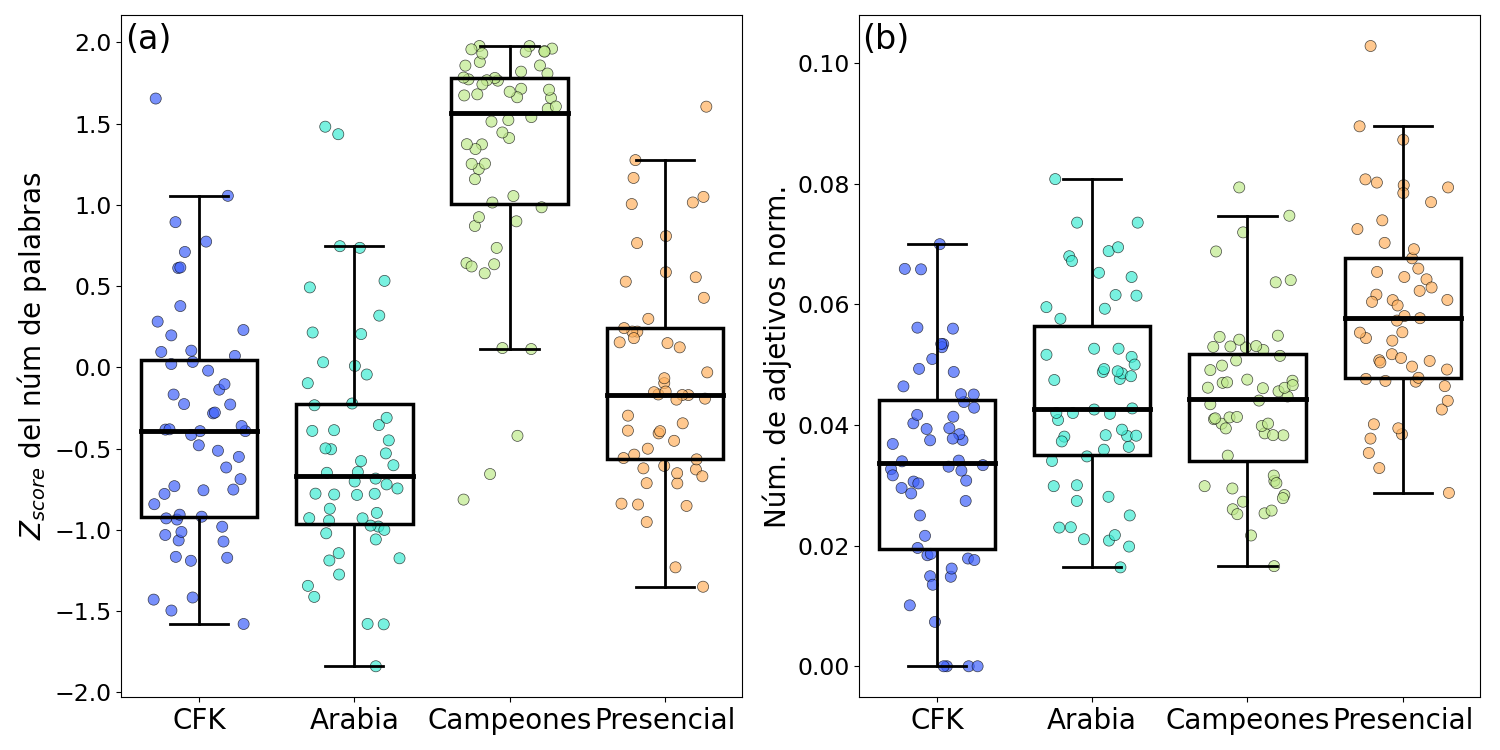 (a)
Z_score del núm de palabras
2.0
1.5
1.0
0.5
0.0
−0.5
−1.0
−1.5
−2.0
CFK Arabia Campeones Presencial
(b)
Núm. de adjetivos norm.
0.10
0.08
0.06
0.04
0.02
0.00
CFK Arabia Campeones Presencial